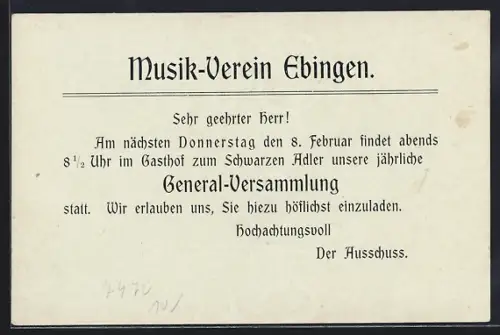 Musik-Verein Ebingen.
Sehr geehrter Herr!
Am nächsten Donnerstag den 8. Februar findet abends
8 1/2 Uhr im Gasthof zum Schwarzen Adler unsere jährliche
General-Versammlung
statt. Wir erlauben uns, Sie hiezu höflichst einzuladen.
Hochachtungsvoll
Der Ausschuss.